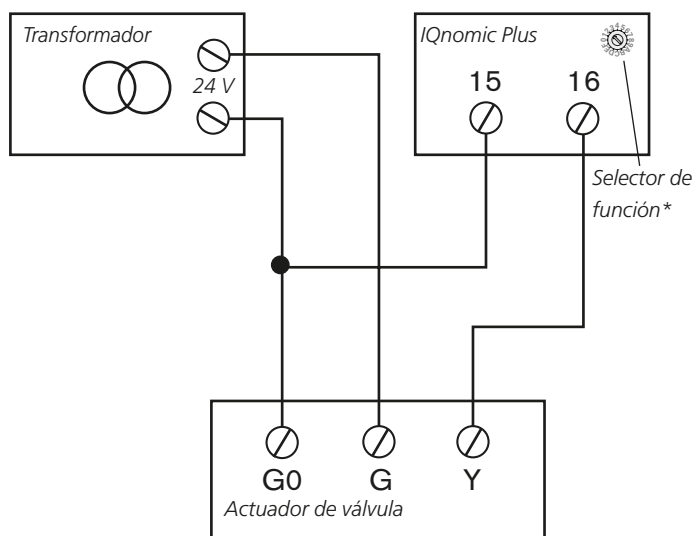 Transformador
24 V
IQnomic Plus
15 16
Selector de
función*
G0 G Y
Actuador de válvula